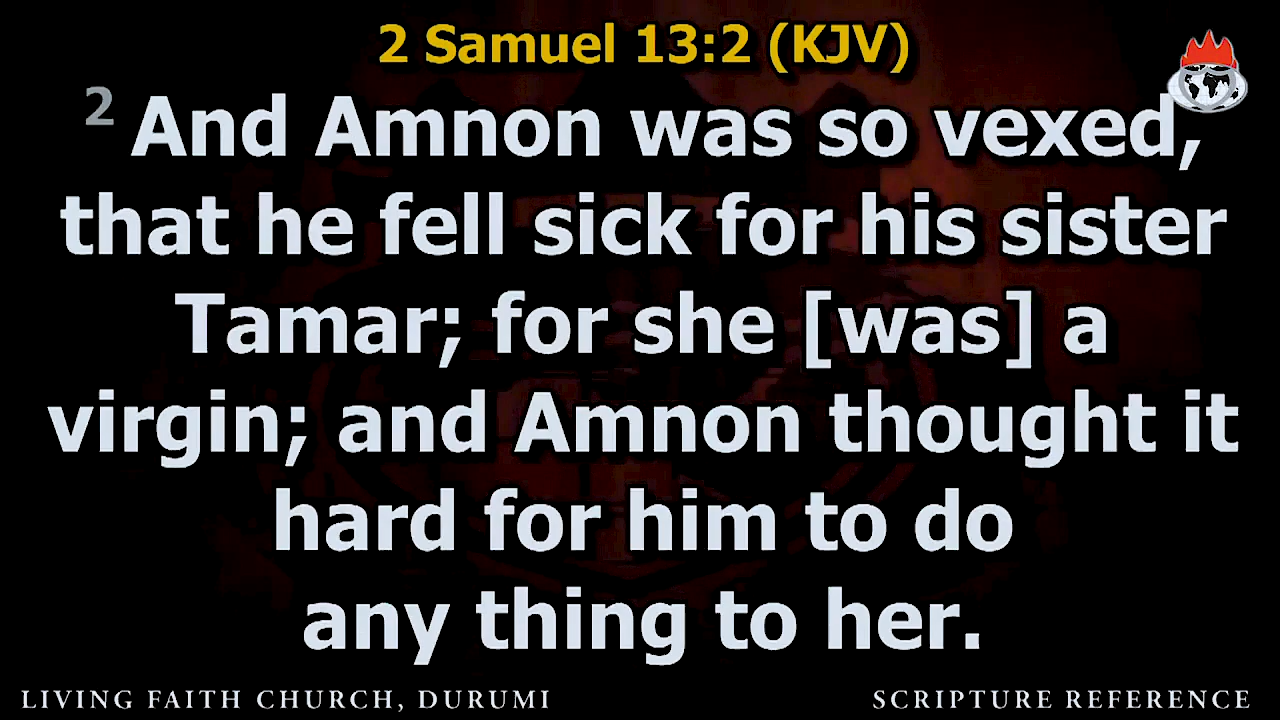 2 Samuel 13:2 (KJV)
2 And Amnon was so vexed,
that he fell sick for his sister
Tamar; for she [was] a
virgin; and Amnon thought it
hard for him to do
any thing to her.
LIVING FAITH CHURCH, DURUMI
SCRIPTURE REFERENCE